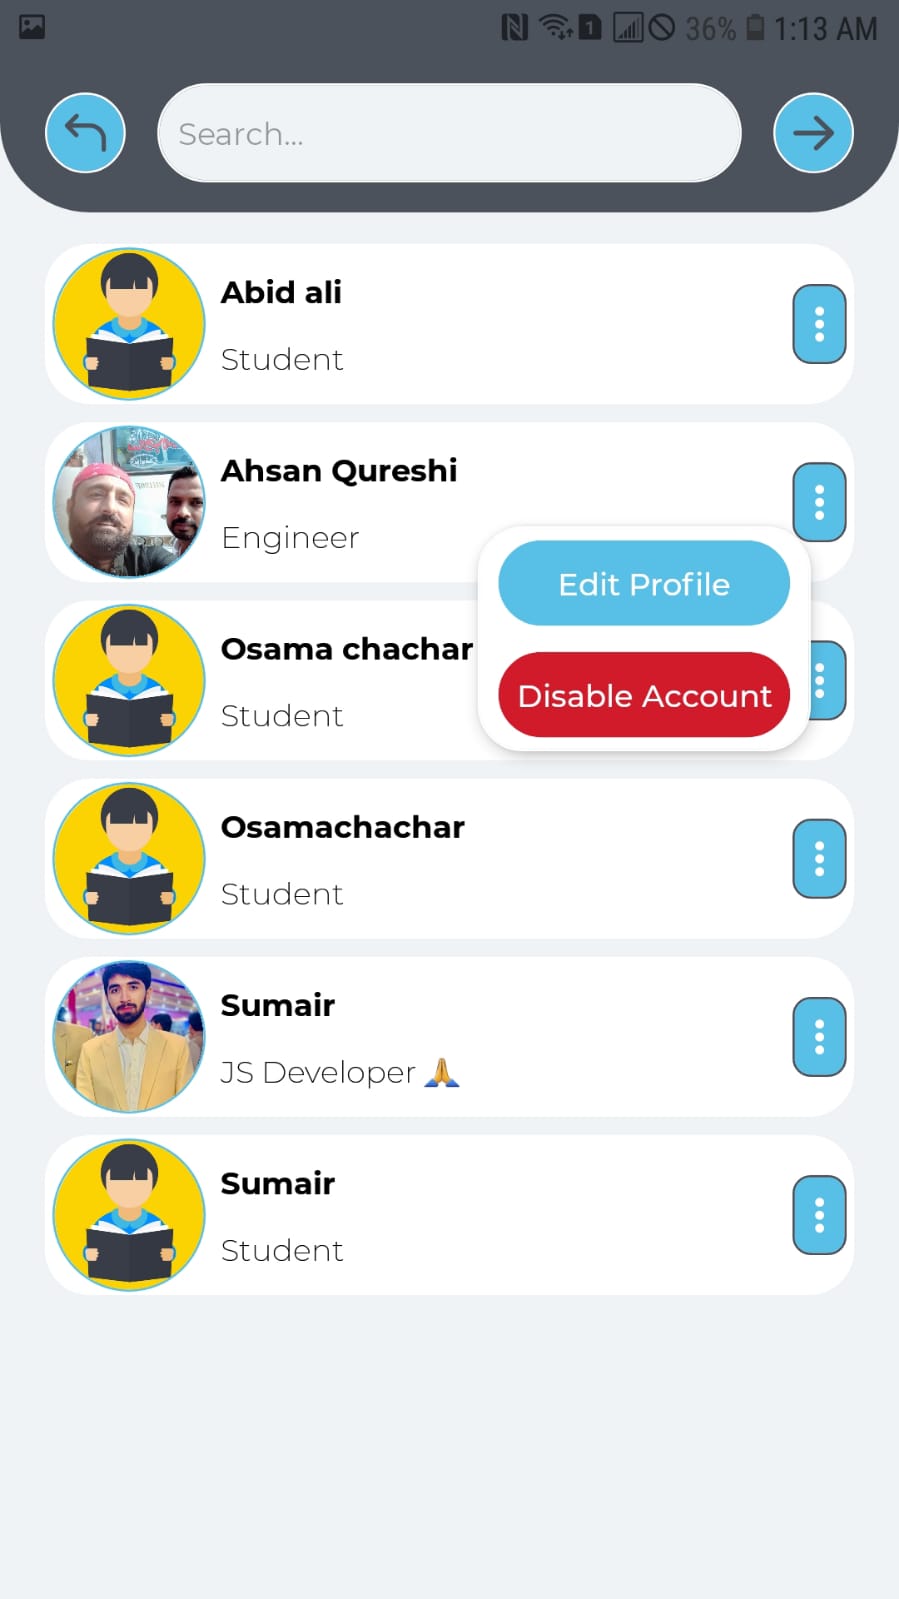 1 36% 1:13 AM
Search...
Abid ali
Student
Ahsan Qureshi
Engineer
Edit Profile
Osama chachar
Disable Account
Student
Osamachachar
Student
Sumair
JS Developer 🙏
Sumair
Student